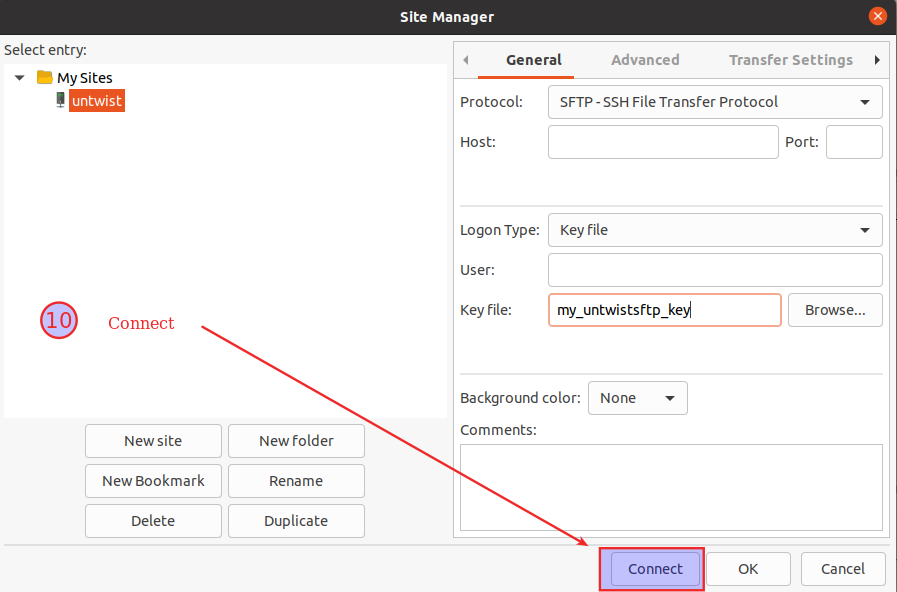 Site Manager
Select entry:
My Sites
untwist
10 Connect
New site New folder
New Bookmark Rename
Delete Duplicate
General Advanced Transfer Settings
Protocol: SFTP - SSH File Transfer Protocol
Host: Port:
Logon Type: Key file
User:
Key file: my_untwistsftp_key Browse...
Background color: None
Comments:
Connect OK Cancel